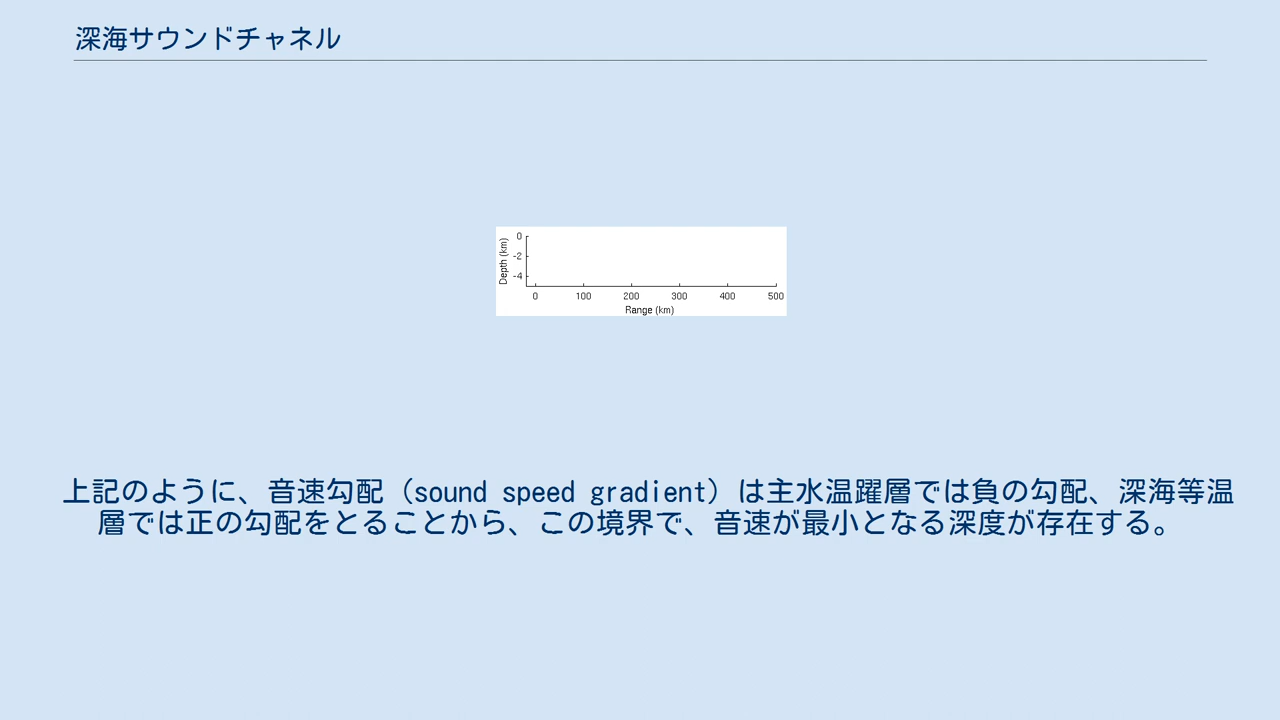 深海サウンドチャネル
0
-2
-4
Depth (km)
0 100 200 300 400 500
Range (km)
上記のように、音速勾配（sound speed gradient）は主水温躍層では負の勾配、深海等温
層では正の勾配をとることから、この境界で、音速が最小となる深度が存在する。